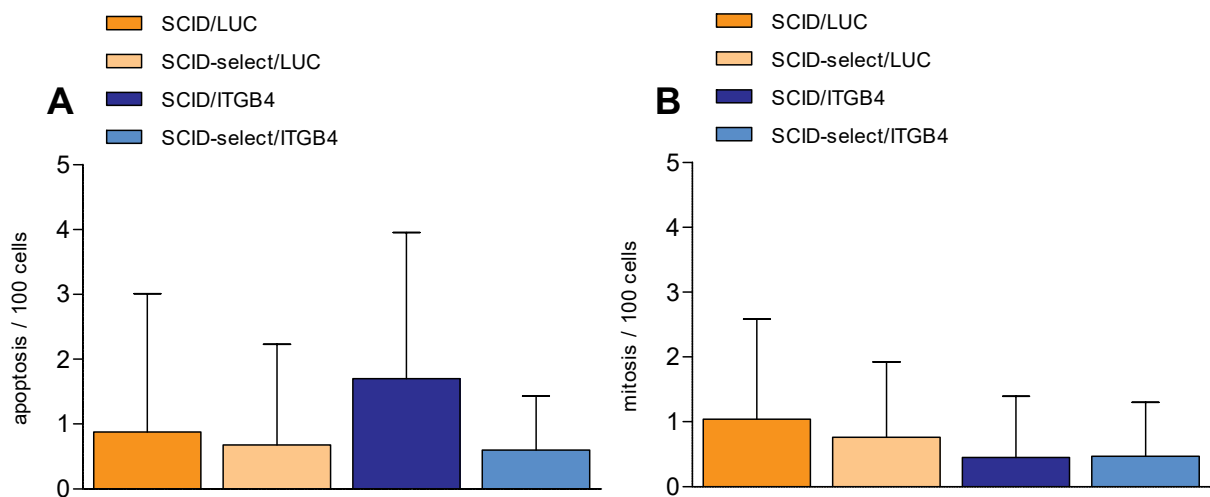 SCID/LUC
SCID-select/LUC
A
SCID/ITGB4
SCID-select/ITGB4
5
4
3
2
1
0
apoptosis / 100 cells
SCID/LUC
SCID-select/LUC
B
SCID/ITGB4
SCID-select/ITGB4
5
4
3
2
1
0
mitosis / 100 cells